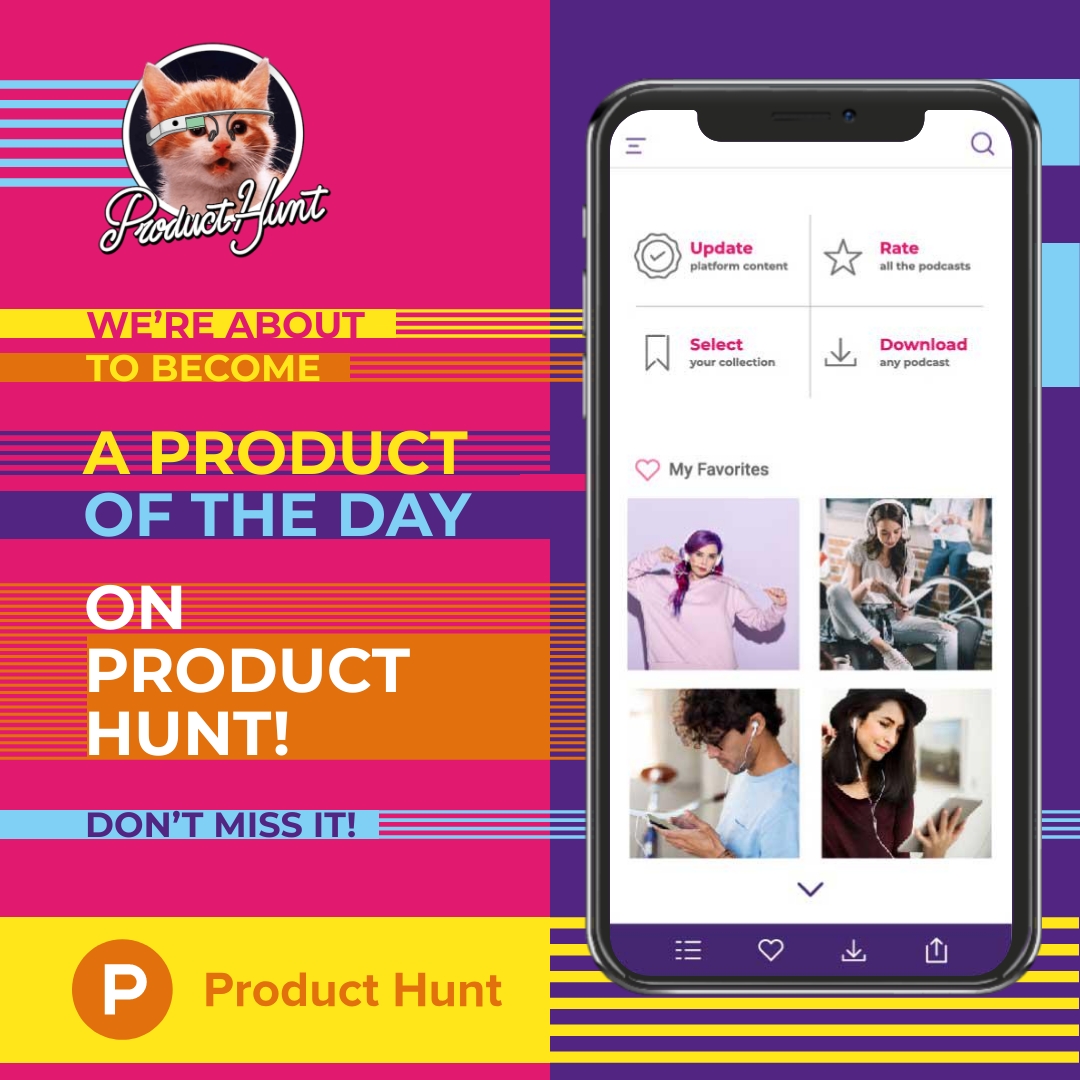 Product Hunt
WE'RE ABOUT
TO BECOME
A PRODUCT
OF THE DAY
ON
PRODUCT
HUNT!
DON'T MISS IT!
P
Product Hunt
Update
platform content
Rate
all the podcasts
Select
your collection
Download
any podcast
My Favorites